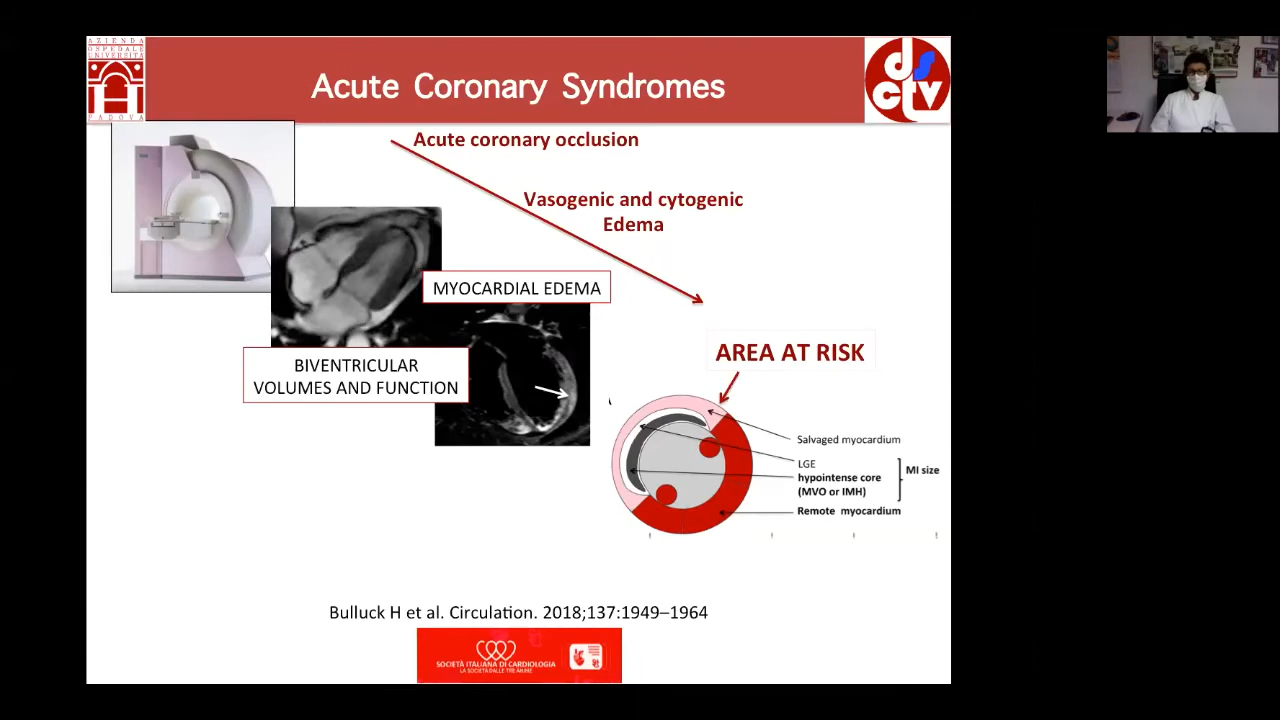 AZIENDA
OSPEDALE
UNIVERSITÀ
PADOVA
Acute Coronary Syndromes
ds
ctv
Acute coronary occlusion
Vasogenic and cytogenic
Edema
MYOCARDIAL EDEMA
BIVENTRICULAR
VOLUMES AND FUNCTION
AREA AT RISK
Salvaged myocardium
LGE
hypointense core
(MVO or IMH)
MI size
Remote myocardium
Bulluck H et al. Circulation. 2018;137:1949–1964
SOCIETÀ ITALIANA DI CARDIOLOGIA
LA SOCIETÀ DALLE TRE ANIME